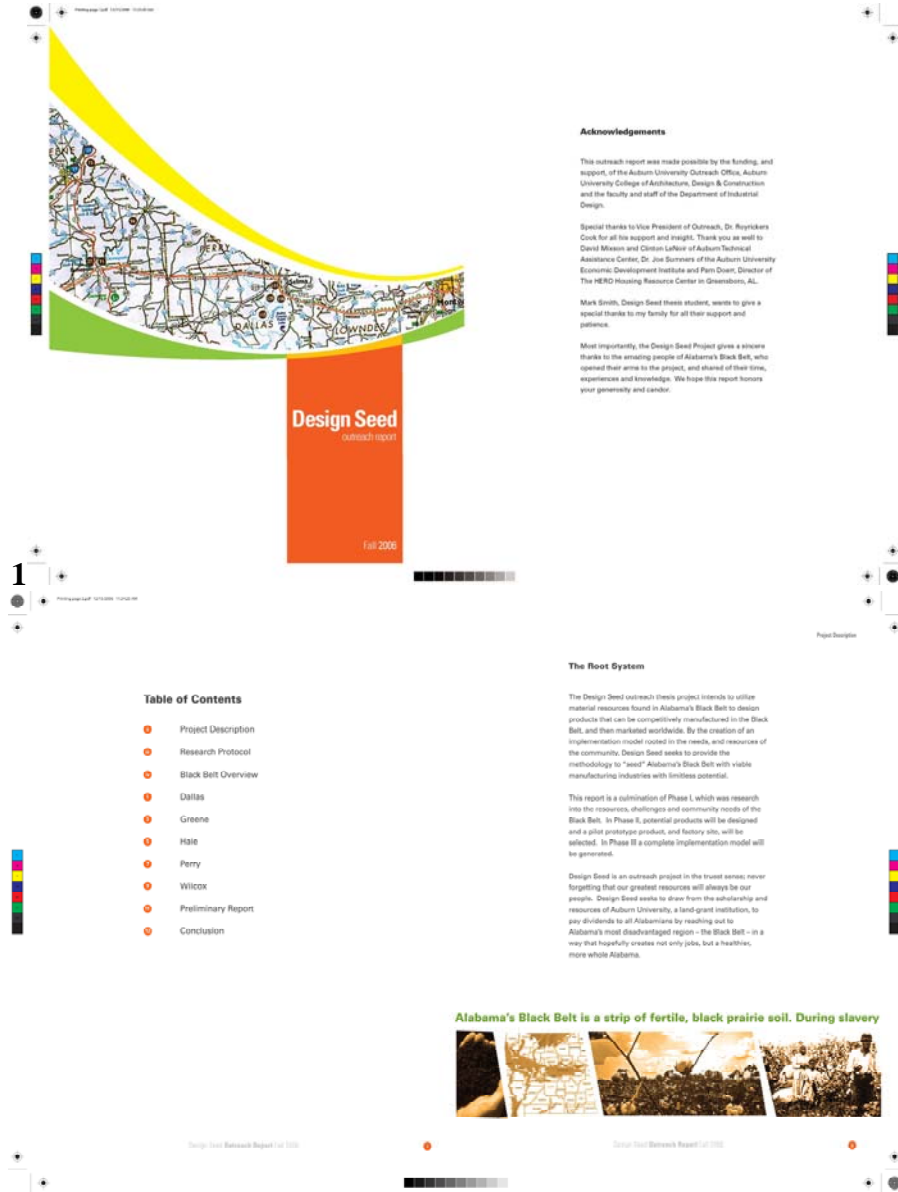 Acknowledgements
This outreach report was made possible by the funding, and
support, of the Auburn University Outreach Office, Auburn
University College of Architecture, Design & Construction
and the faculty and staff of the Department of Industrial
Design.
Special thanks to Vice President of Outreach, Dr. Royrickers
Cook for all his support and insight. Thank you as well to
David Mixson and Clinton LeNoir of Auburn Technical
Assistance Center, Dr. Joe Sumners of the Auburn University
Economic Development Institute and Pam Doert, Director of
The HERO Housing Resource Center in Greensboro, AL.
Mark Smith, Design Seed thesis student, wants to give a
special thanks to my family for all their support and
patience.
Most importantly, the Design Seed Project gives a sincere
thanks to the amazing people of Alabama's Black Belt, who
opened their arms to the project, and shared of their time,
experiences and knowledge. We hope this report honors
your generosity and candor.
PERRY
Selma
DALLAS
LOWNDES
Design Seed
outreach report
Fall 2006
1
Project Description
Table of Contents
Project Description
Research Protocol
Black Belt Overview
Dallas
Greene
Hale
Perry
Wilcox
Preliminary Report
Conclusion
The Root System
The Design Seed outreach thesis project intends to utilize
material resources found in Alabama's Black Belt to design
products that can be competitively manufactured in the Black
Belt, and then marketed worldwide. By the creation of an
implementation model rooted in the needs, and resources of
the community, Design Seed seeks to provide the
methodology to "seed" Alabama's Black Belt with viable
manufacturing industries with limitless potential.
This report is a culmination of Phase I, which was research
into the resources, challenges and community needs of the
Black Belt. In Phase II, potential products will be designed
and a pilot prototype product, and factory site, will be
selected. In Phase III a complete implementation model will
be generated.
Design Seed is an outreach project in the truest sense; never
forgetting that our greatest resources will always be our
people. Design Seed seeks to draw from the scholarship and
resources of Auburn University, a land-grant institution, to
pay dividends to all Alabamians by reaching out to
Alabama's most disadvantaged region – the Black Belt – in a
way that hopefully creates not only jobs, but a healthier,
more whole Alabama.
Alabama's Black Belt is a strip of fertile, black prairie soil. During slavery
Design Seed Outreach Report Fall 2006
Design Seed Outreach Report Fall 2006